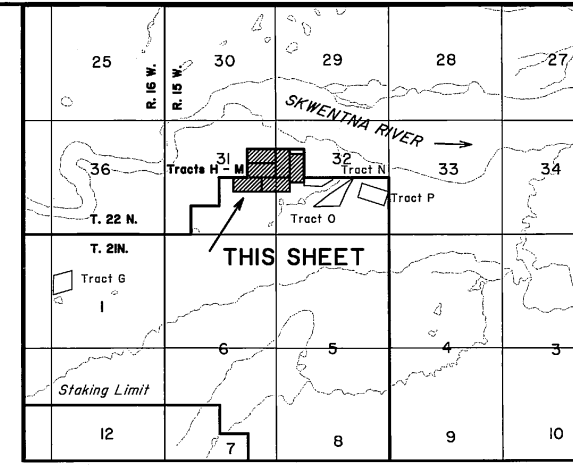 25
R. 16 W.
R. 15 W.
30
29
28
27
SKWENTNA RIVER
36
31
32
33
34
Tracts H - M
Tract N
Tract P
Tract O
T. 22 N.
T. 21N.
THIS SHEET
Tract G
1
6
5
4
3
Staking Limit
12
7
8
9
10